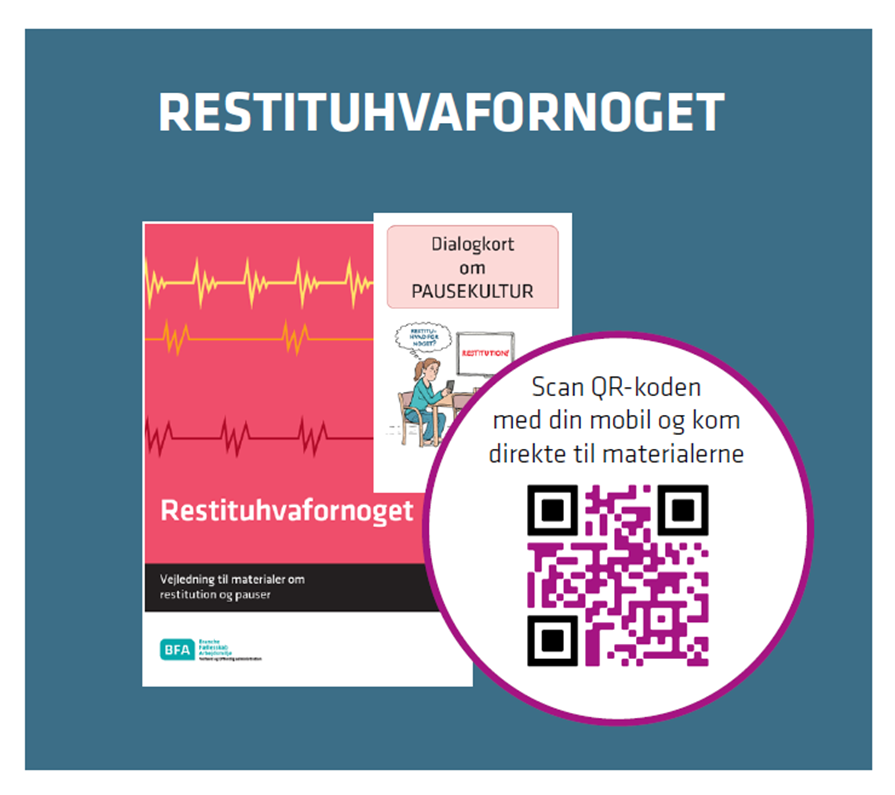 RESTITUHVAFORNOGET
Dialogkort
om
PAUSEKULTUR
RESTITU-
HVAD FOR
NOGET?
RESTITUTION?
Scan QR-koden
med din mobil og kom
direkte til materialerne
Restituhvafornoget
Vejledning til materialer om
restitution og pauser
BFA
Branche
Fællesskab
Arbejdsmiljø
Velfærd og Offentlig administration